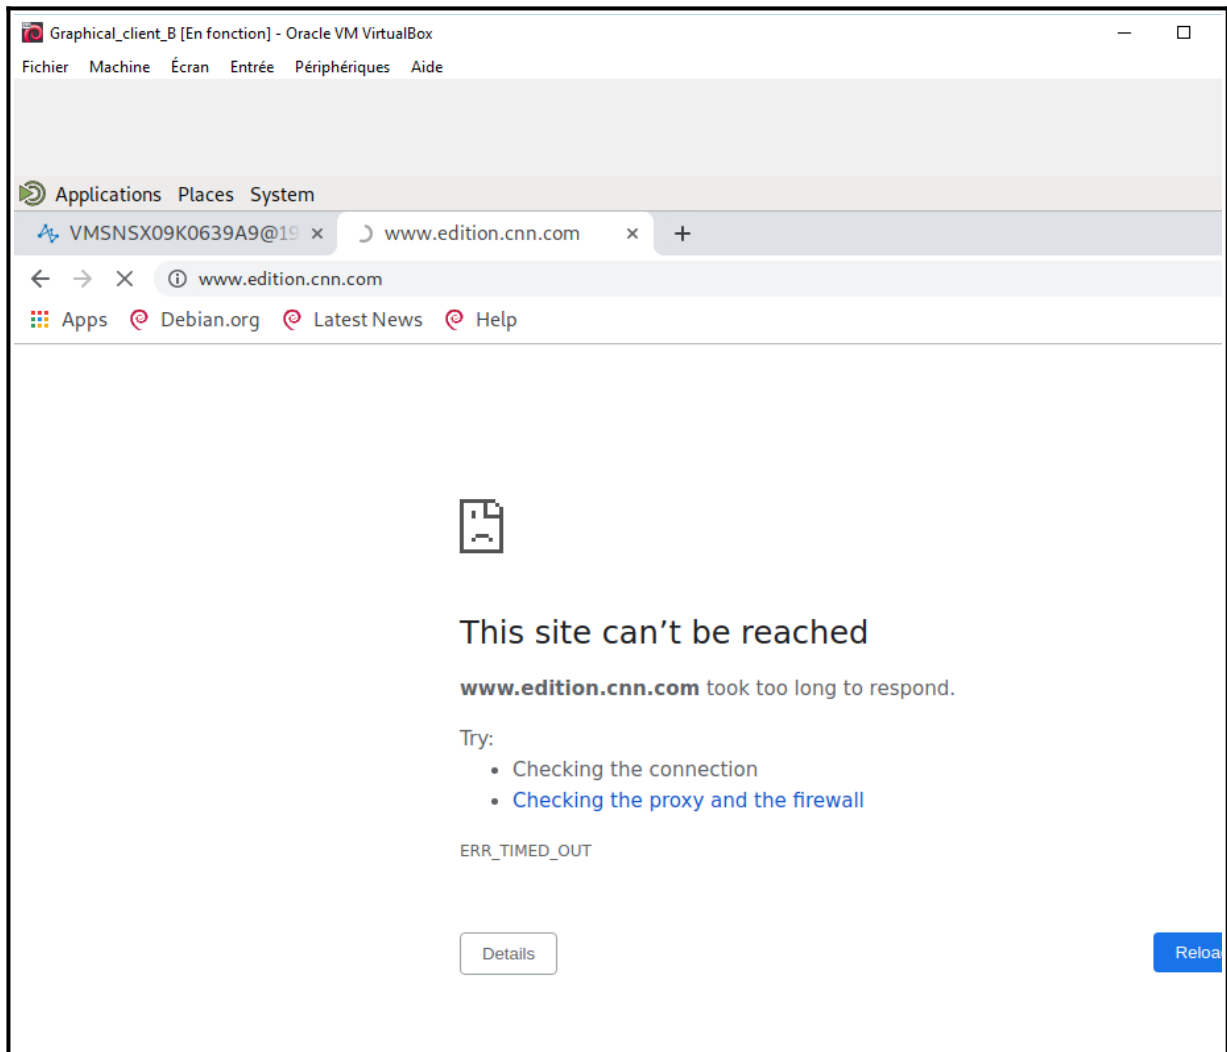 Graphical_client_B [En fonction] - Oracle VM VirtualBox
Fichier Machine Écran Entrée Périphériques Aide
Applications Places System
VMSNSX09K0639A9@19 www.edition.cnn.com
www.edition.cnn.com
Apps Debian.org Latest News Help
This site can’t be reached
www.edition.cnn.com took too long to respond.
Try:
• Checking the connection
• Checking the proxy and the firewall
ERR_TIMED_OUT
Details Reloa